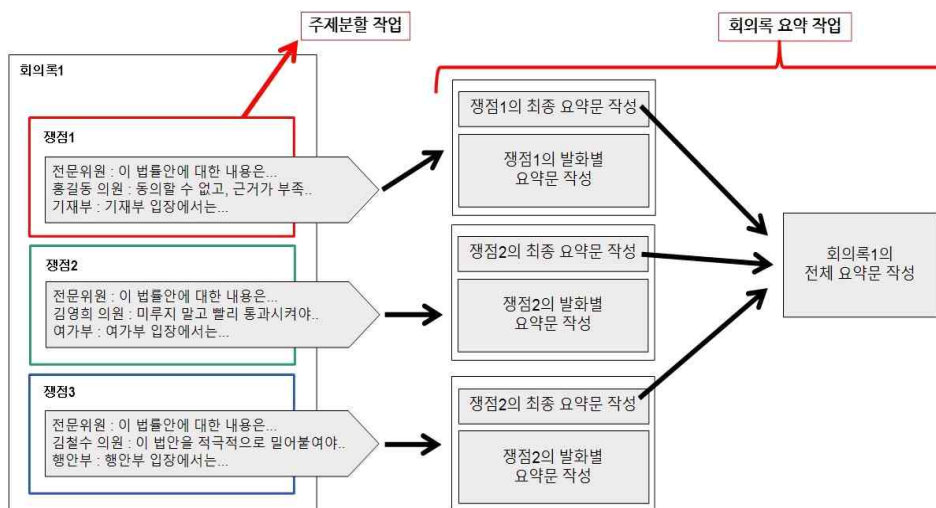 주제분할 작업
회의록 요약 작업
회의록1
쟁점1
전문위원 : 이 법률안에 대한 내용은...
홍길동 의원 : 동의할 수 없고, 근거가 부족..
기재부 : 기재부 입장에서는...
쟁점1의 최종 요약문 작성
쟁점1의 발화별
요약문 작성
쟁점2
전문위원 : 이 법률안에 대한 내용은...
김영희 의원 : 미루지 말고 빨리 통과시켜야..
여가부 : 여가부 입장에서는...
쟁점2의 최종 요약문 작성
쟁점2의 발화별
요약문 작성
쟁점3
전문위원 : 이 법률안에 대한 내용은...
김철수 의원 : 이 법안을 적극적으로 밀어붙여야..
행안부 : 행안부 입장에서는...
쟁점2의 최종 요약문 작성
쟁점2의 발화별
요약문 작성
회의록1의
전체 요약문 작성